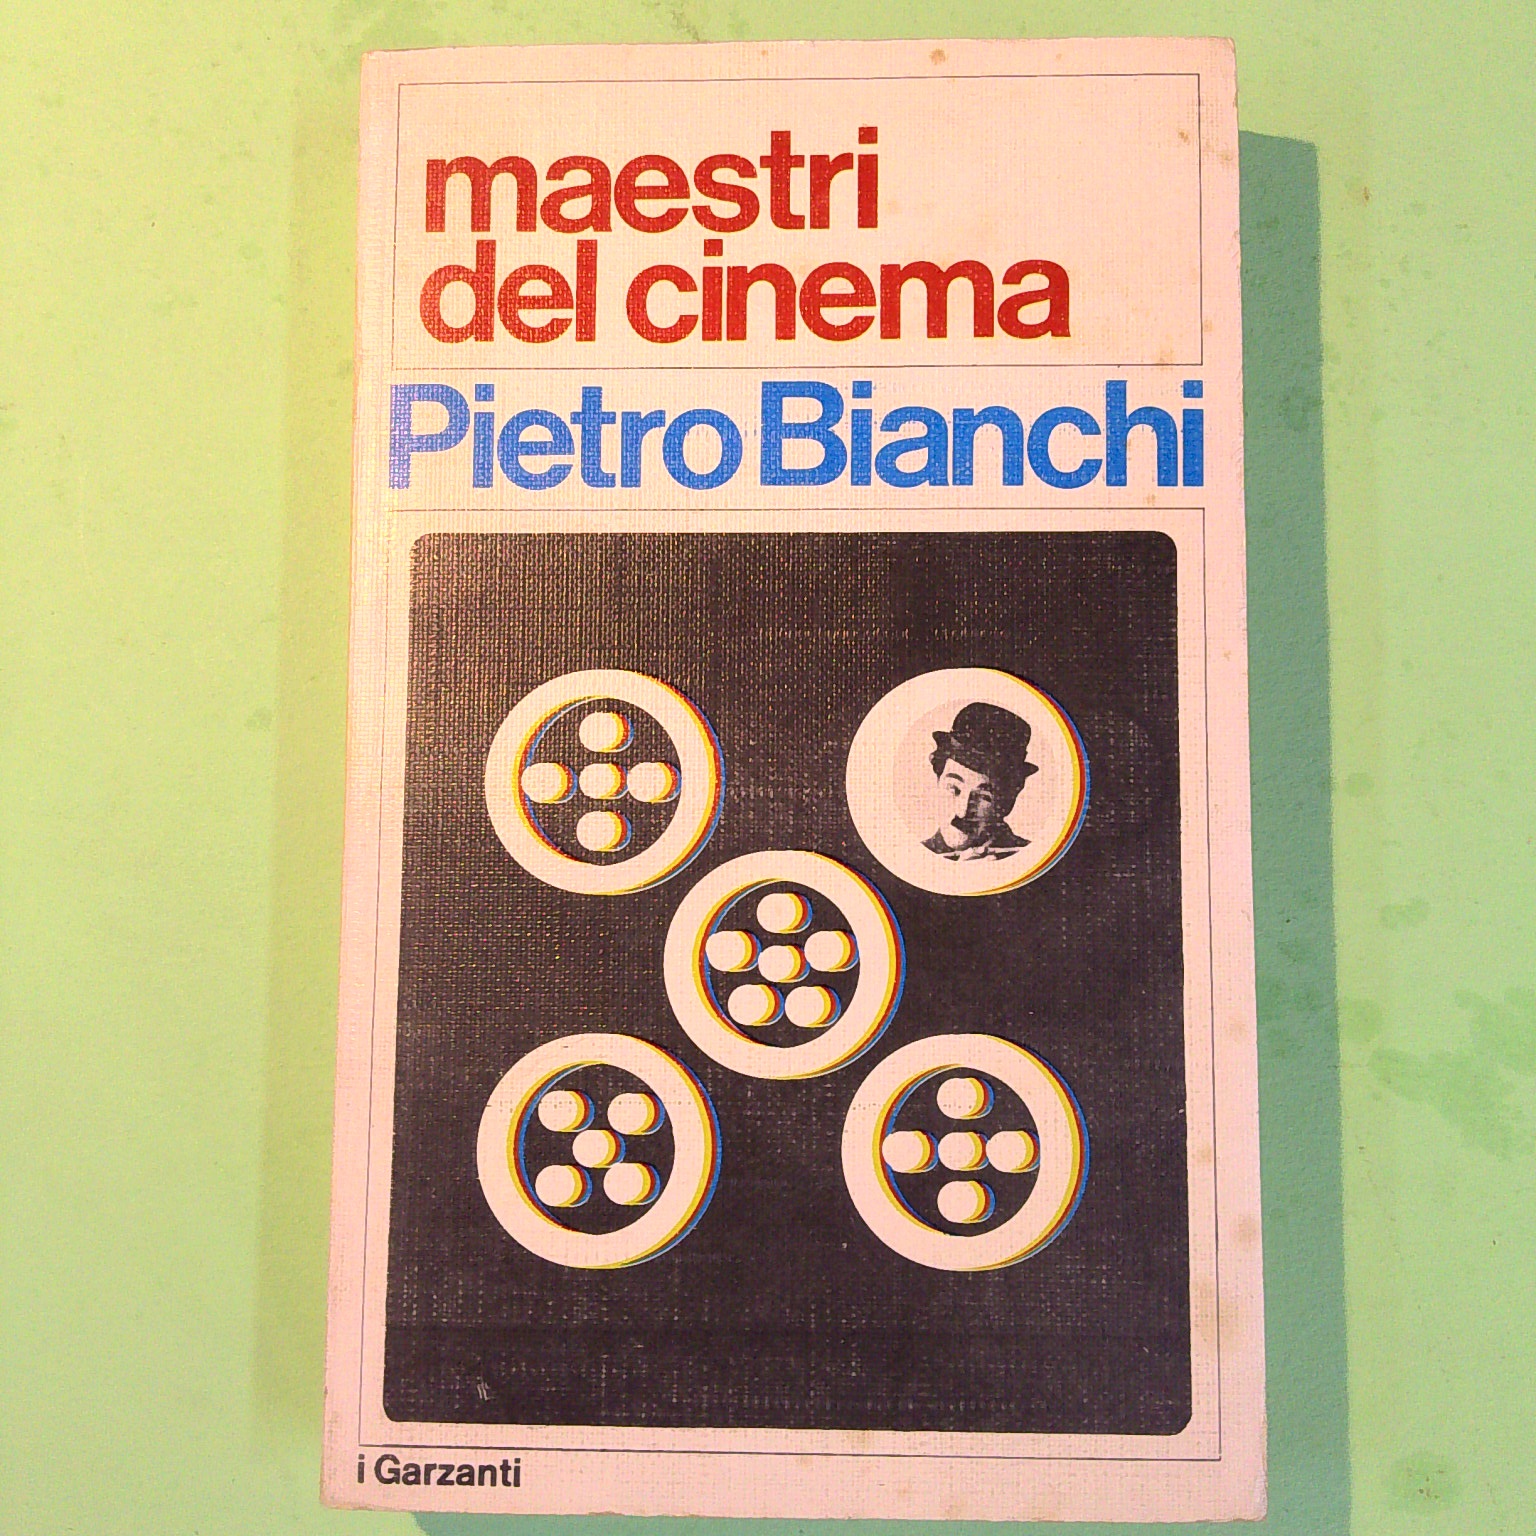 maestri
del cinema
Pietro Bianchi
i Garzanti